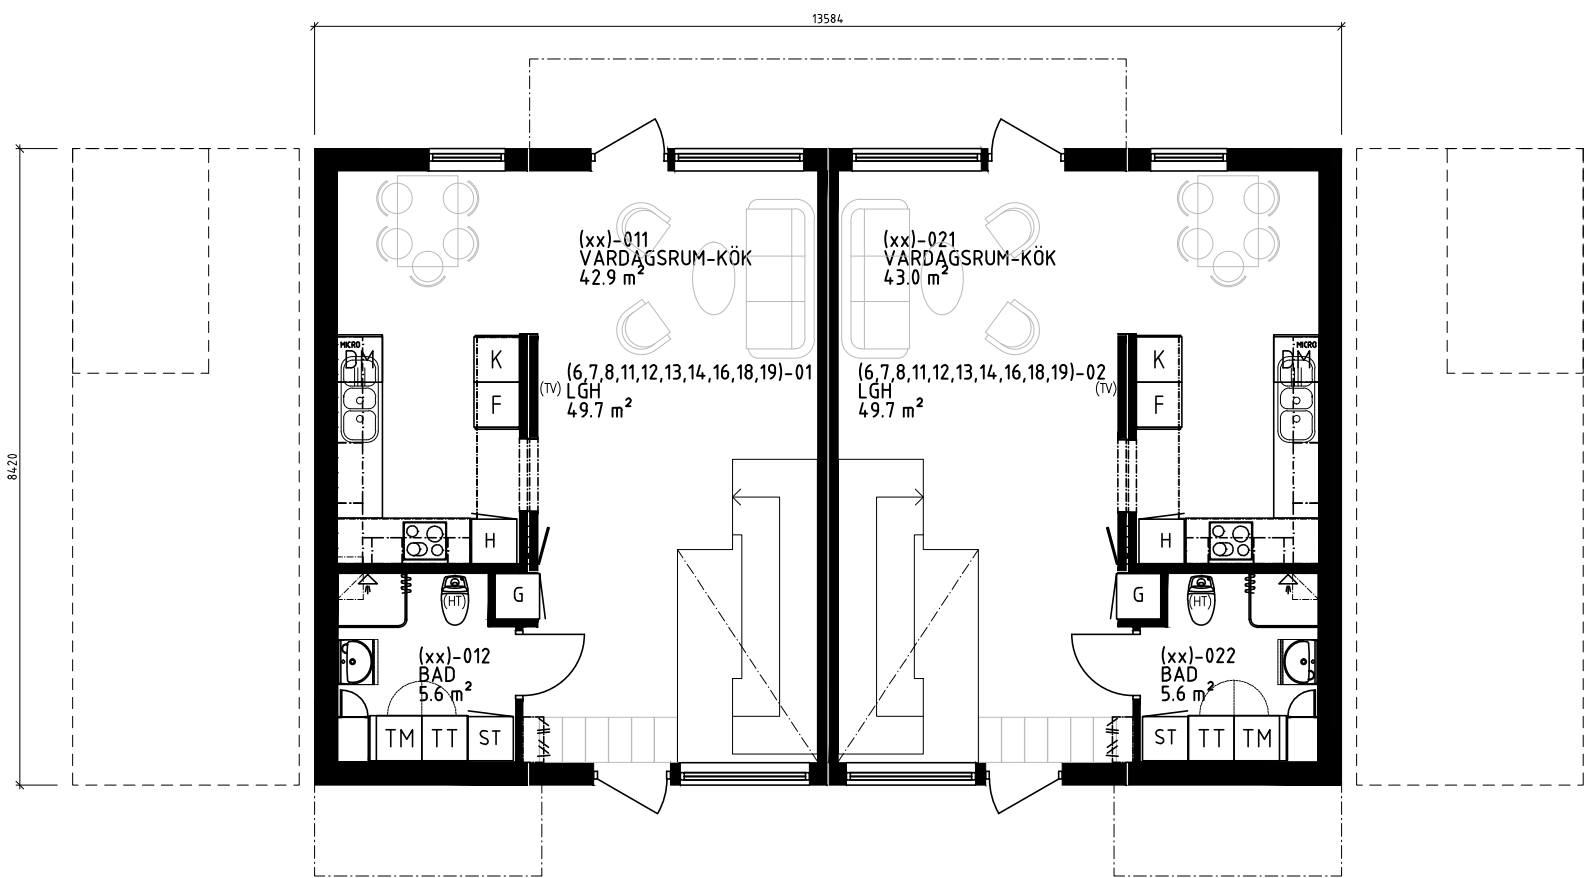 13584
8420
(xx)-011
VARDAGSRUM-KÖK
42.9 m²
(xx)-021
VARDAGSRUM-KÖK
43.0 m²
MICRO
DM
K
F
(TV)
(6,7,8,11,12,13,14,16,18,19)-01
LGH
49.7 m²
(6,7,8,11,12,13,14,16,18,19)-02
LGH
49.7 m²
(TV)
K
F
MICRO
DM
H
H
G
(HT)
G
(HT)
(xx)-012
BAD
5.6 m²
(xx)-022
BAD
5.6 m²
TM TT ST
ST TT TM